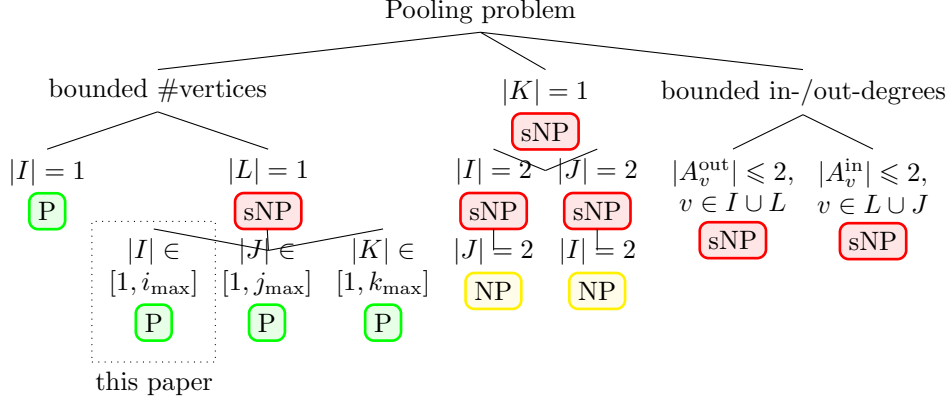 Pooling problem
bounded #vertices
|K| = 1
bounded in-/out-degrees
sNP
|I| = 1
|L| = 1
|I| = 2
|J| = 2
|A_v^out| ⩽ 2,
v ∈ I ∪ L
|A_v^in| ⩽ 2,
v ∈ L ∪ J
P
sNP
sNP
sNP
sNP
sNP
|I| ∈
[1, i_max]
|J| ∈
[1, j_max]
|K| ∈
[1, k_max]
|J| = 2
|I| = 2
P
P
P
NP
NP
this paper